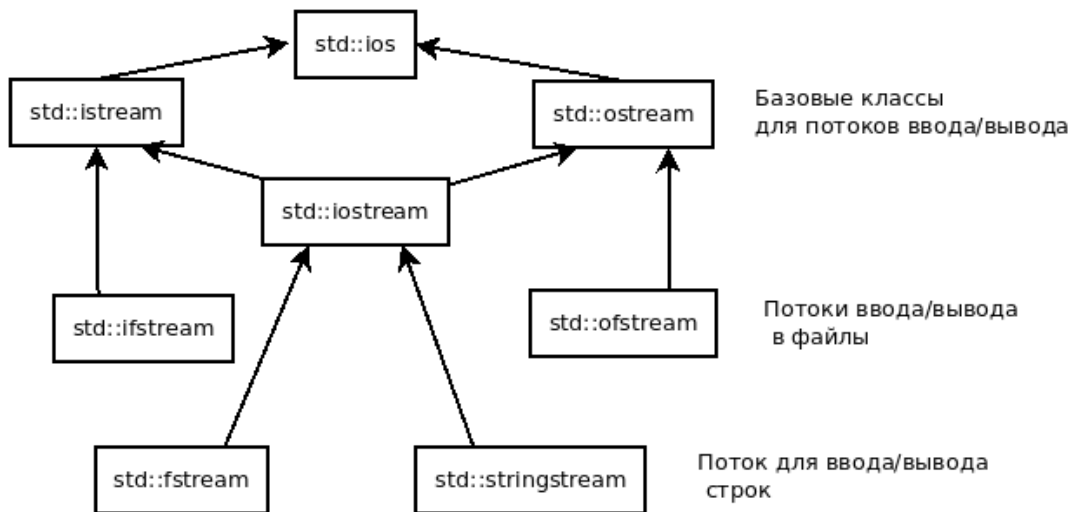 std::ios
std::istream
std::ostream
Базовые классы
для потоков ввода/вывода
std::iostream
std::ifstream
std::ofstream
Потоки ввода/вывода
в файлы
std::fstream
std::stringstream
Поток для ввода/вывода
строк